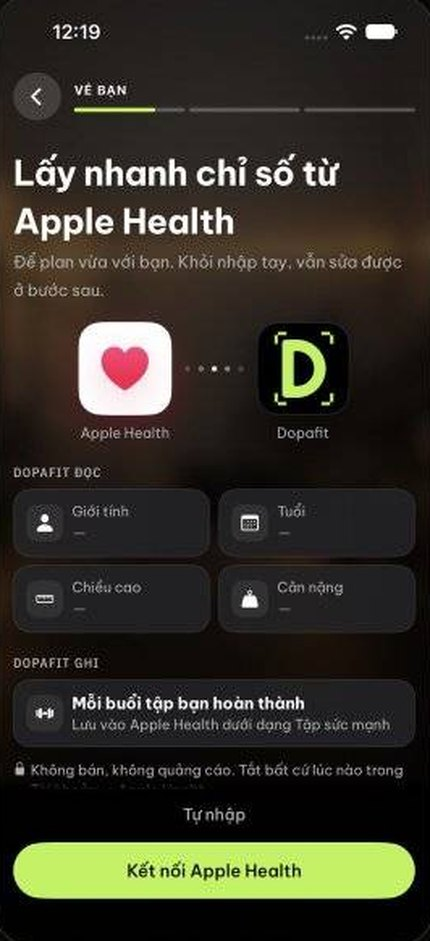 12:19
VỀ BẠN
Lấy nhanh chỉ số từ
Apple Health
Để plan vừa với bạn. Khỏi nhập tay, vẫn sửa được
ở bước sau.
D
Apple Health
Dopafit
DOPAFIT ĐỌC
Giới tính
—
Tuổi
—
Chiều cao
—
Cân nặng
—
DOPAFIT GHI
Mỗi buổi tập bạn hoàn thành
Lưu vào Apple Health dưới dạng Tập sức mạnh
Không bán, không quảng cáo. Tắt bất cứ lúc nào trong
Tự nhập
Kết nối Apple Health